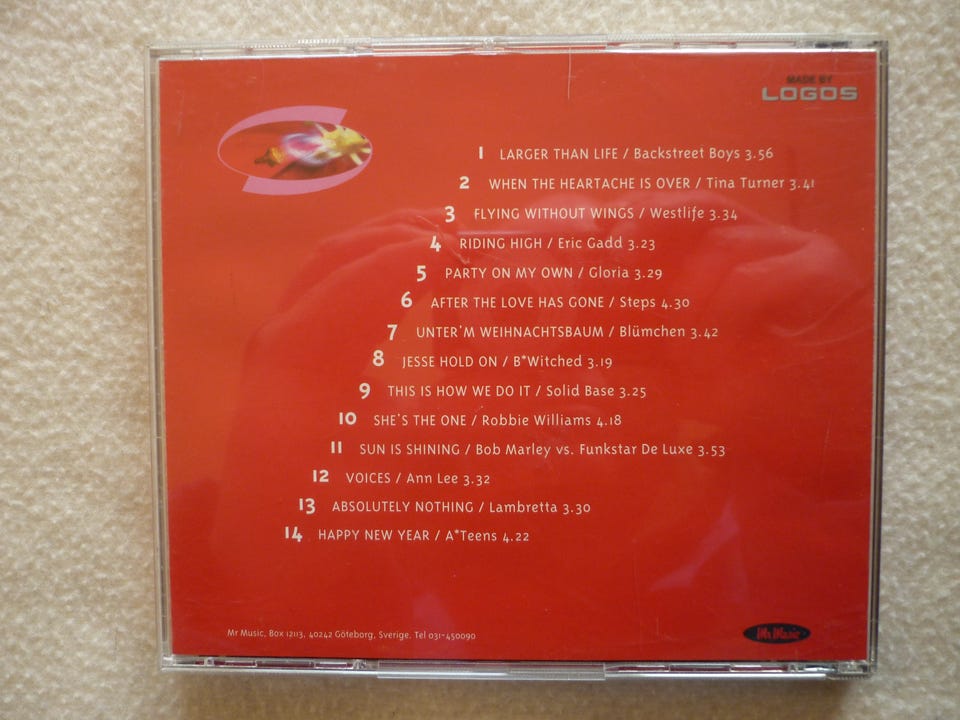 MADE BY
LOGOS
1 LARGER THAN LIFE / Backstreet Boys 3.56
2 WHEN THE HEARTACHE IS OVER / Tina Turner 3.41
3 FLYING WITHOUT WINGS / Westlife 3.34
4 RIDING HIGH / Eric Gadd 3.23
5 PARTY ON MY OWN / Gloria 3.29
6 AFTER THE LOVE HAS GONE / Steps 4.30
7 UNTER'M WEIHNACHTSBAUM / Blümchen 3.42
8 JESSE HOLD ON / B*Witched 3.19
9 THIS IS HOW WE DO IT / Solid Base 3.25
10 SHE'S THE ONE / Robbie Williams 4.18
11 SUN IS SHINING / Bob Marley vs. Funkstar De Luxe 3.53
12 VOICES / Ann Lee 3.32
13 ABSOLUTELY NOTHING / Lambretta 3.30
14 HAPPY NEW YEAR / A*Teens 4.22
Mr Music, Box 12113, 40242 Göteborg, Sverige. Tel 031-450090
Mr Music